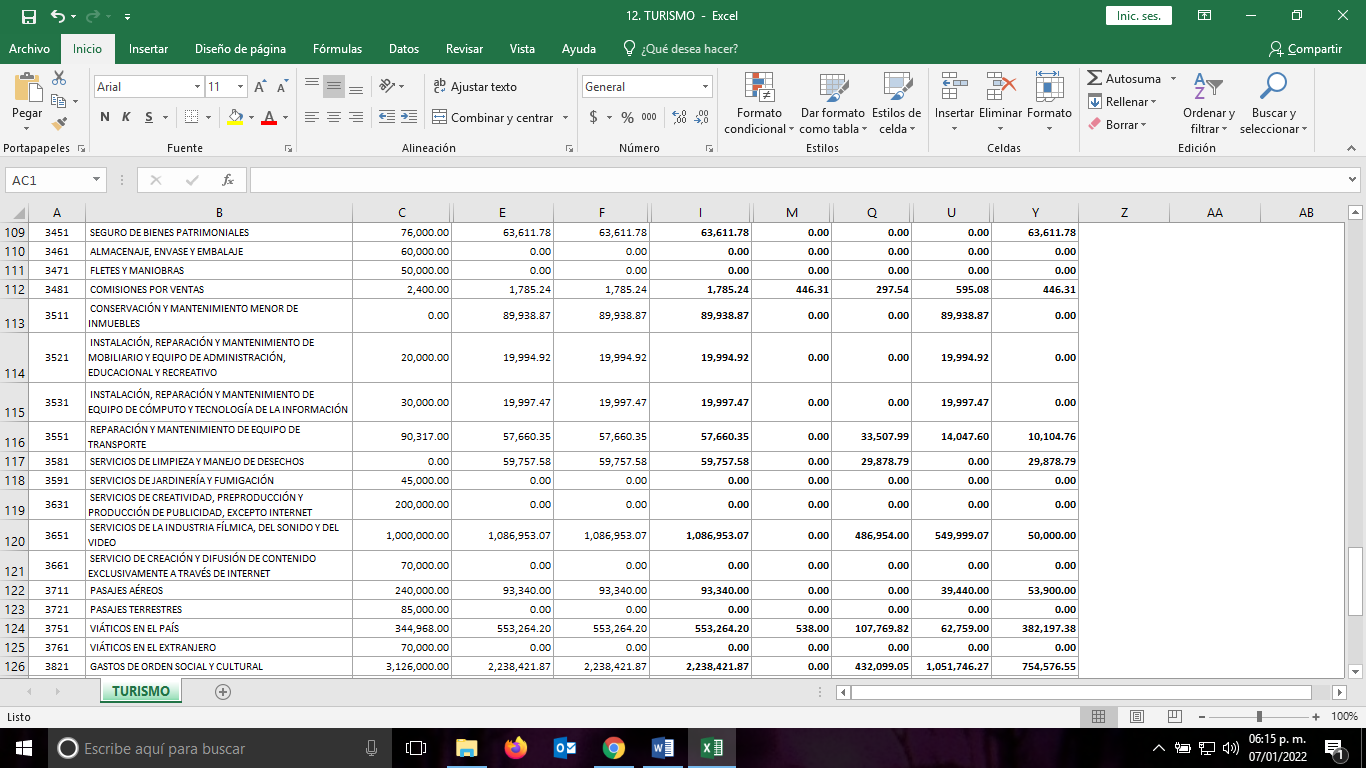 12. TURISMO - Excel
Inic. ses.
Archivo Inicio Insertar Diseño de página Fórmulas Datos Revisar Vista Ayuda ¿Qué desea hacer? Compartir
Pegar
Arial 11
Ajustar texto
General
Formato condicional
Dar formato como tabla
Estilos de celda
Insertar Eliminar Formato
Autosuma
Rellenar
Borrar
Ordenar y filtrar
Buscar y seleccionar
N K S
Combinar y centrar
$ % 000
Portapapeles Fuente Alineación Número Estilos Celdas Edición
AC1 fx
A B C E F I M Q U Y Z AA AB
109 3451 SEGURO DE BIENES PATRIMONIALES 76,000.00 63,611.78 63,611.78 63,611.78 0.00 0.00 0.00 63,611.78
110 3461 ALMACENAJE, ENVASE Y EMBALAJE 60,000.00 0.00 0.00 0.00 0.00 0.00 0.00 0.00
111 3471 FLETES Y MANIOBRAS 50,000.00 0.00 0.00 0.00 0.00 0.00 0.00 0.00
112 3481 COMISIONES POR VENTAS 2,400.00 1,785.24 1,785.24 1,785.24 446.31 297.54 595.08 446.31
113 3511 CONSERVACIÓN Y MANTENIMIENTO MENOR DE
INMUEBLES 0.00 89,938.87 89,938.87 89,938.87 0.00 0.00 89,938.87 0.00
114 3521 INSTALACIÓN, REPARACIÓN Y MANTENIMIENTO DE
MOBILIARIO Y EQUIPO DE ADMINISTRACIÓN,
EDUCACIONAL Y RECREATIVO 20,000.00 19,994.92 19,994.92 19,994.92 0.00 0.00 19,994.92 0.00
115 3531 INSTALACIÓN, REPARACIÓN Y MANTENIMIENTO DE
EQUIPO DE CÓMPUTO Y TECNOLOGÍA DE LA INFORMACIÓN 30,000.00 19,997.47 19,997.47 19,997.47 0.00 0.00 19,997.47 0.00
116 3551 REPARACIÓN Y MANTENIMIENTO DE EQUIPO DE
TRANSPORTE 90,317.00 57,660.35 57,660.35 57,660.35 0.00 33,507.99 14,047.60 10,104.76
117 3581 SERVICIOS DE LIMPIEZA Y MANEJO DE DESECHOS 0.00 59,757.58 59,757.58 59,757.58 0.00 29,878.79 0.00 29,878.79
118 3591 SERVICIOS DE JARDINERÍA Y FUMIGACIÓN 45,000.00 0.00 0.00 0.00 0.00 0.00 0.00 0.00
119 3631 SERVICIOS DE CREATIVIDAD, PREPRODUCCIÓN Y
PRODUCCIÓN DE PUBLICIDAD, EXCEPTO INTERNET 200,000.00 0.00 0.00 0.00 0.00 0.00 0.00 0.00
120 3651 SERVICIOS DE LA INDUSTRIA FÍLMICA, DEL SONIDO Y DEL
VIDEO 1,000,000.00 1,086,953.07 1,086,953.07 1,086,953.07 0.00 486,954.00 549,999.07 50,000.00
121 3661 SERVICIO DE CREACIÓN Y DIFUSIÓN DE CONTENIDO
EXCLUSIVAMENTE A TRAVÉS DE INTERNET 70,000.00 0.00 0.00 0.00 0.00 0.00 0.00 0.00
122 3711 PASAJES AÉREOS 240,000.00 93,340.00 93,340.00 93,340.00 0.00 0.00 39,440.00 53,900.00
123 3721 PASAJES TERRESTRES 85,000.00 0.00 0.00 0.00 0.00 0.00 0.00 0.00
124 3751 VIÁTICOS EN EL PAÍS 344,968.00 553,264.20 553,264.20 553,264.20 538.00 107,769.82 62,759.00 382,197.38
125 3761 VIÁTICOS EN EL EXTRANJERO 70,000.00 0.00 0.00 0.00 0.00 0.00 0.00 0.00
126 3821 GASTOS DE ORDEN SOCIAL Y CULTURAL 3,126,000.00 2,238,421.87 2,238,421.87 2,238,421.87 0.00 432,099.05 1,051,746.27 754,576.55
TURISMO
Listo 100%
Escribe aquí para buscar
06:15 p. m.
07/01/2022
1